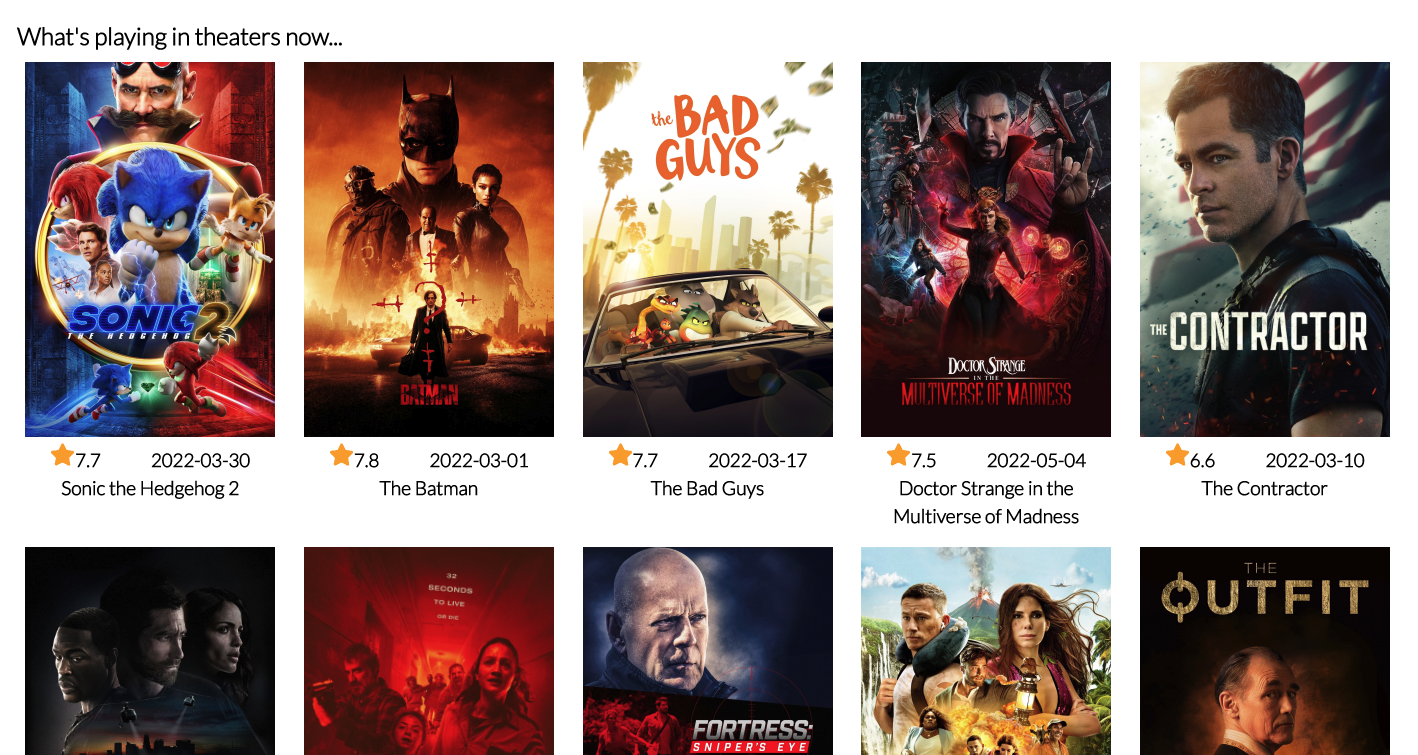 What's playing in theaters now...
SONIC 2
THE HEDGEHOG
THE
BATMAN
the BAD
GUYS
DOCTOR STRANGE
IN THE
MULTIVERSE OF MADNESS
THE CONTRACTOR
7.7 2022-03-30
Sonic the Hedgehog 2
7.8 2022-03-01
The Batman
7.7 2022-03-17
The Bad Guys
7.5 2022-05-04
Doctor Strange in the
Multiverse of Madness
6.6 2022-03-10
The Contractor
32
SECONDS
TO LIVE
OR DIE
FORTRESS:
SNIPER'S EYE
THE
OUTFIT